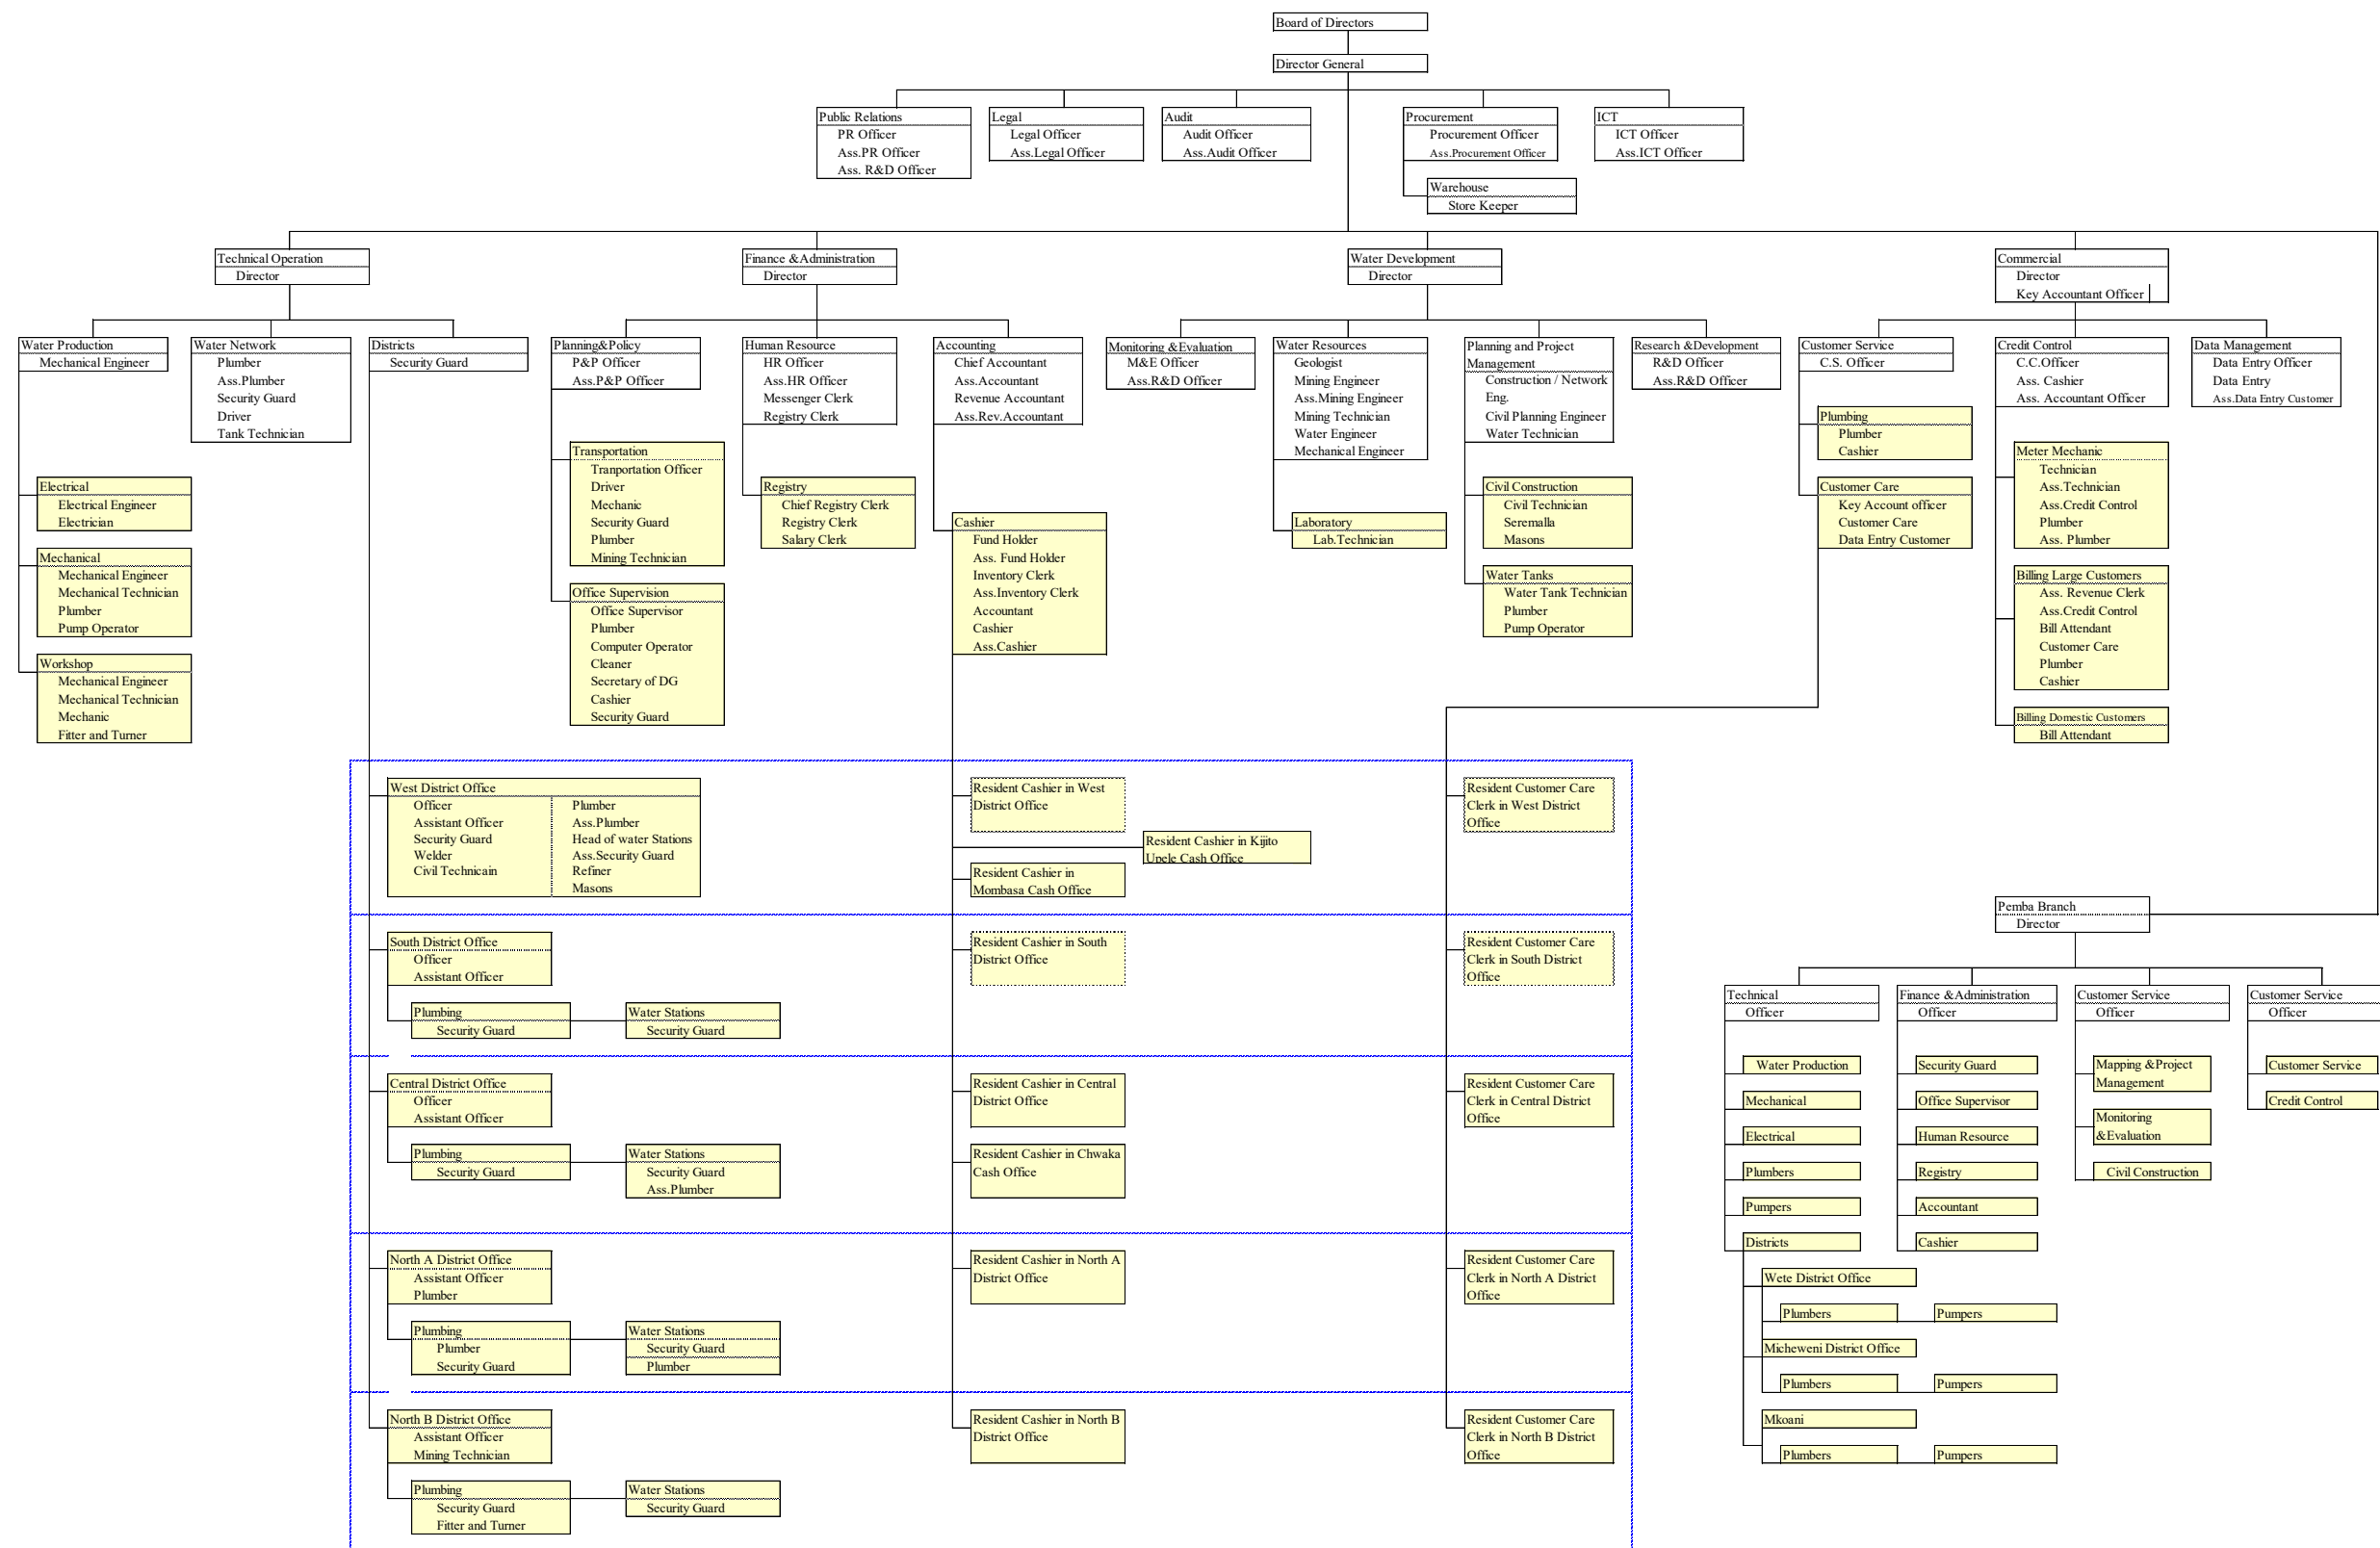 Board of Directors
Director General
Public Relations
PR Officer
Ass.PR Officer
Ass. R&D Officer
Legal
Legal Officer
Ass.Legal Officer
Audit
Audit Officer
Ass.Audit Officer
Procurement
Procurement Officer
Ass.Procurement Officer
Warehouse
Store Keeper
ICT
ICT Officer
Ass.ICT Officer
Technical Operation
Director
Finance &Administration
Director
Water Development
Director
Commercial
Director
Key Accountant Officer
Water Production
Mechanical Engineer
Electrical
Electrical Engineer
Electrician
Mechanical
Mechanical Engineer
Mechanical Technician
Plumber
Pump Operator
Workshop
Mechanical Engineer
Mechanical Technician
Mechanic
Fitter and Turner
Water Network
Plumber
Ass.Plumber
Security Guard
Driver
Tank Technician
Districts
Security Guard
Planning&Policy
P&P Officer
Ass.P&P Officer
Transportation
Tranportation Officer
Driver
Mechanic
Security Guard
Plumber
Mining Technician
Office Supervision
Office Supervisor
Plumber
Computer Operator
Cleaner
Secretary of DG
Cashier
Security Guard
Human Resource
HR Officer
Ass.HR Officer
Messenger Clerk
Registry Clerk
Registry
Chief Registry Clerk
Registry Clerk
Salary Clerk
Accounting
Chief Accountant
Ass.Accountant
Revenue Accountant
Ass.Rev.Accountant
Cashier
Fund Holder
Ass. Fund Holder
Inventory Clerk
Ass.Inventory Clerk
Accountant
Cashier
Ass.Cashier
Monitoring &Evaluation
M&E Officer
Ass.R&D Officer
Water Resources
Geologist
Mining Engineer
Ass.Mining Engineer
Mining Technician
Water Engineer
Mechanical Engineer
Laboratory
Lab.Technician
Planning and Project
Management
Construction / Network
Eng.
Civil Planning Engineer
Water Technician
Civil Construction
Civil Technician
Seremalla
Masons
Water Tanks
Water Tank Technician
Plumber
Pump Operator
Research &Development
R&D Officer
Ass.R&D Officer
Customer Service
C.S. Officer
Plumbing
Plumber
Cashier
Customer Care
Key Account officer
Customer Care
Data Entry Customer
Credit Control
C.C.Officer
Ass. Cashier
Ass. Accountant Officer
Meter Mechanic
Technician
Ass.Technician
Ass.Credit Control
Plumber
Ass. Plumber
Billing Large Customers
Ass. Revenue Clerk
Ass.Credit Control
Bill Attendant
Customer Care
Plumber
Cashier
Billing Domestic Customers
Bill Attendant
Data Management
Data Entry Officer
Data Entry
Ass.Data Entry Customer
West District Office
Officer
Assistant Officer
Security Guard
Welder
Civil Technicain
Plumber
Ass.Plumber
Head of water Stations
Ass.Security Guard
Refiner
Masons
Resident Cashier in West
District Office
Resident Cashier in Kijito
Upele Cash Office
Resident Cashier in
Mombasa Cash Office
Resident Customer Care
Clerk in West District
Office
South District Office
Officer
Assistant Officer
Plumbing
Security Guard
Water Stations
Security Guard
Resident Cashier in South
District Office
Resident Customer Care
Clerk in South District
Office
Central District Office
Officer
Assistant Officer
Plumbing
Security Guard
Water Stations
Security Guard
Ass.Plumber
Resident Cashier in Central
District Office
Resident Cashier in Chwaka
Cash Office
Resident Customer Care
Clerk in Central District
Office
North A District Office
Assistant Officer
Plumber
Plumbing
Plumber
Security Guard
Water Stations
Security Guard
Plumber
Resident Cashier in North A
District Office
Resident Customer Care
Clerk in North A District
Office
North B District Office
Assistant Officer
Mining Technician
Plumbing
Security Guard
Fitter and Turner
Water Stations
Security Guard
Resident Cashier in North B
District Office
Resident Customer Care
Clerk in North B District
Office
Pemba Branch
Director
Technical
Officer
Water Production
Mechanical
Electrical
Plumbers
Pumpers
Districts
Wete District Office
Plumbers
Pumpers
Micheweni District Office
Plumbers
Pumpers
Mkoani
Plumbers
Pumpers
Finance &Administration
Officer
Security Guard
Office Supervisor
Human Resource
Registry
Accountant
Cashier
Customer Service
Officer
Mapping &Project
Management
Monitoring
&Evaluation
Civil Construction
Customer Service
Officer
Customer Service
Credit Control